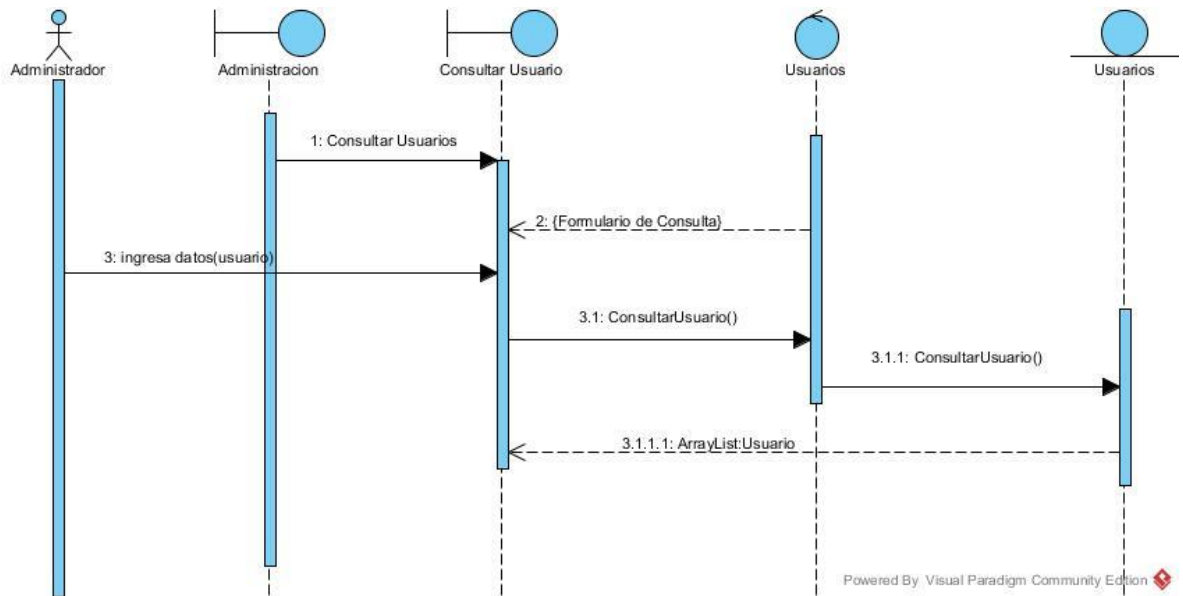 Administrador
Administracion
Consultar Usuario
Usuarios
Usuarios
1: Consultar Usuarios
2: {Formulario de Consulta}
3: ingresa datos(usuario)
3.1: ConsultarUsuario()
3.1.1: ConsultarUsuario()
3.1.1.1: ArrayList:Usuario
Powered By Visual Paradigm Community Edition